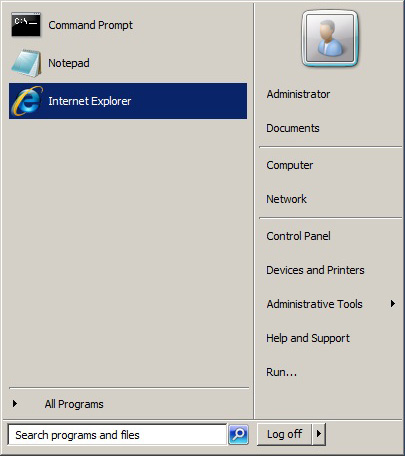 Command Prompt
Notepad
Internet Explorer
All Programs
Search programs and files
Administrator
Documents
Computer
Network
Control Panel
Devices and Printers
Administrative Tools
Help and Support
Run...
Log off